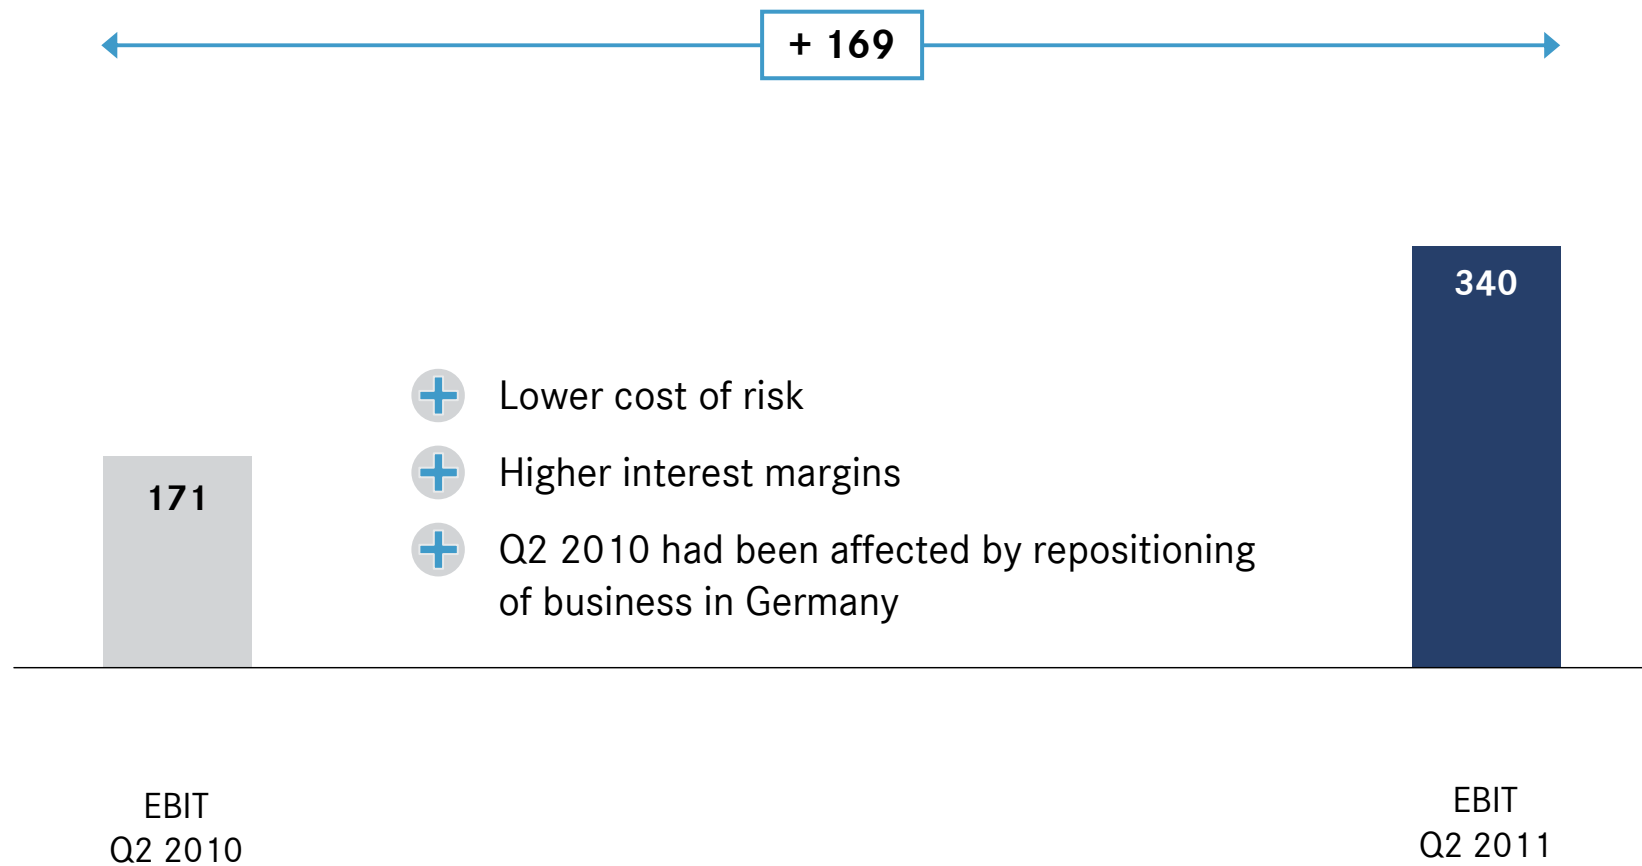 + 169
340
171
Lower cost of risk
Higher interest margins
Q2 2010 had been affected by repositioning
of business in Germany
EBIT
Q2 2010
EBIT
Q2 2011